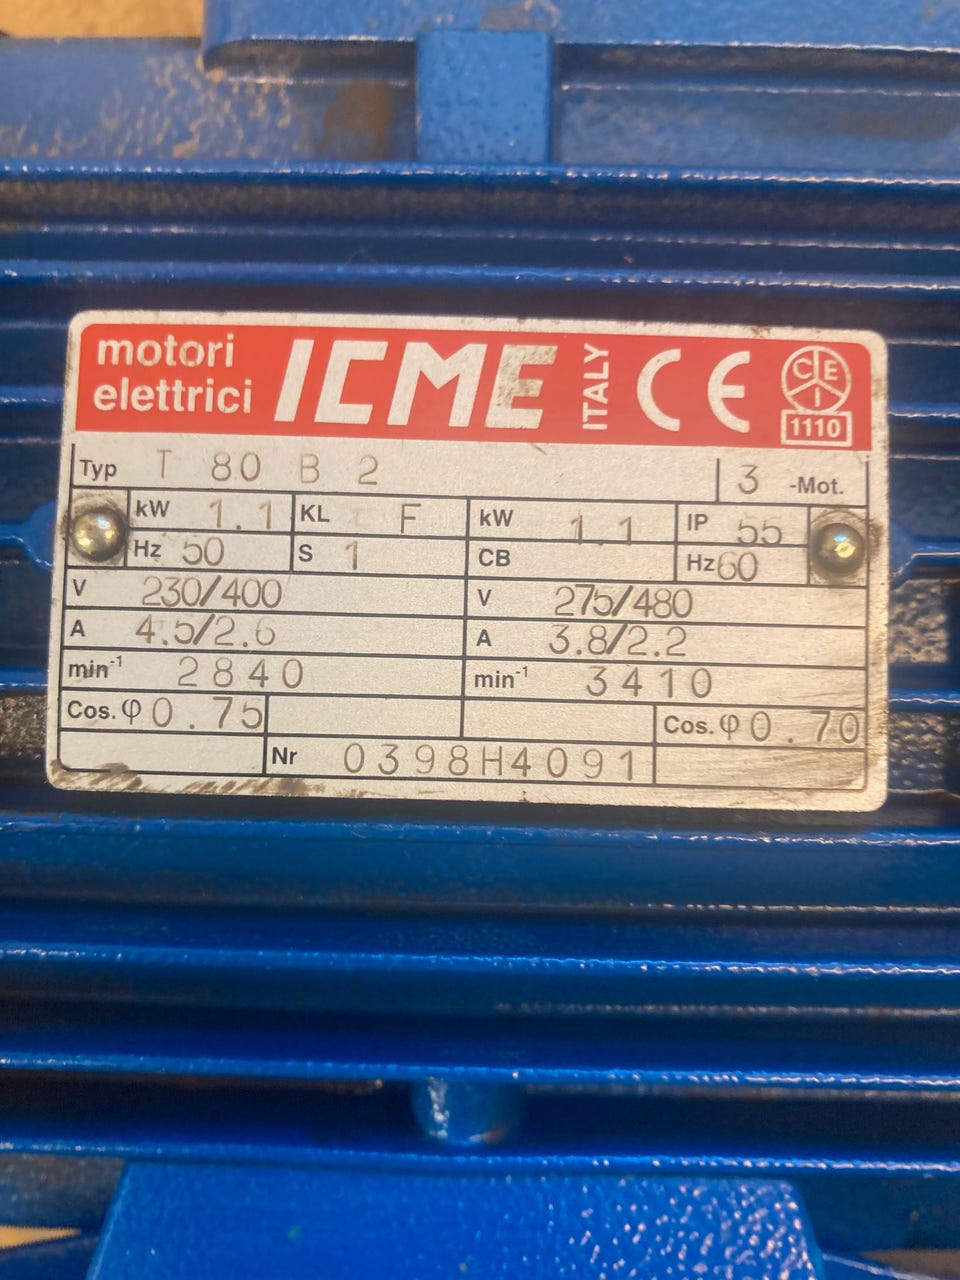 motori
elettrici ICME ITALY CE CEI
1110
Typ T 80 B 2 3 -Mot.
kW 1.1 KL F kW 1.1 IP 55
Hz 50 S 1 CB Hz 60
V 230/400 V 275/480
A 4.5/2.6 A 3.8/2.2
min-1 2840 min-1 3410
Cos. φ 0.75 Cos. φ 0.70
Nr 0398H4091